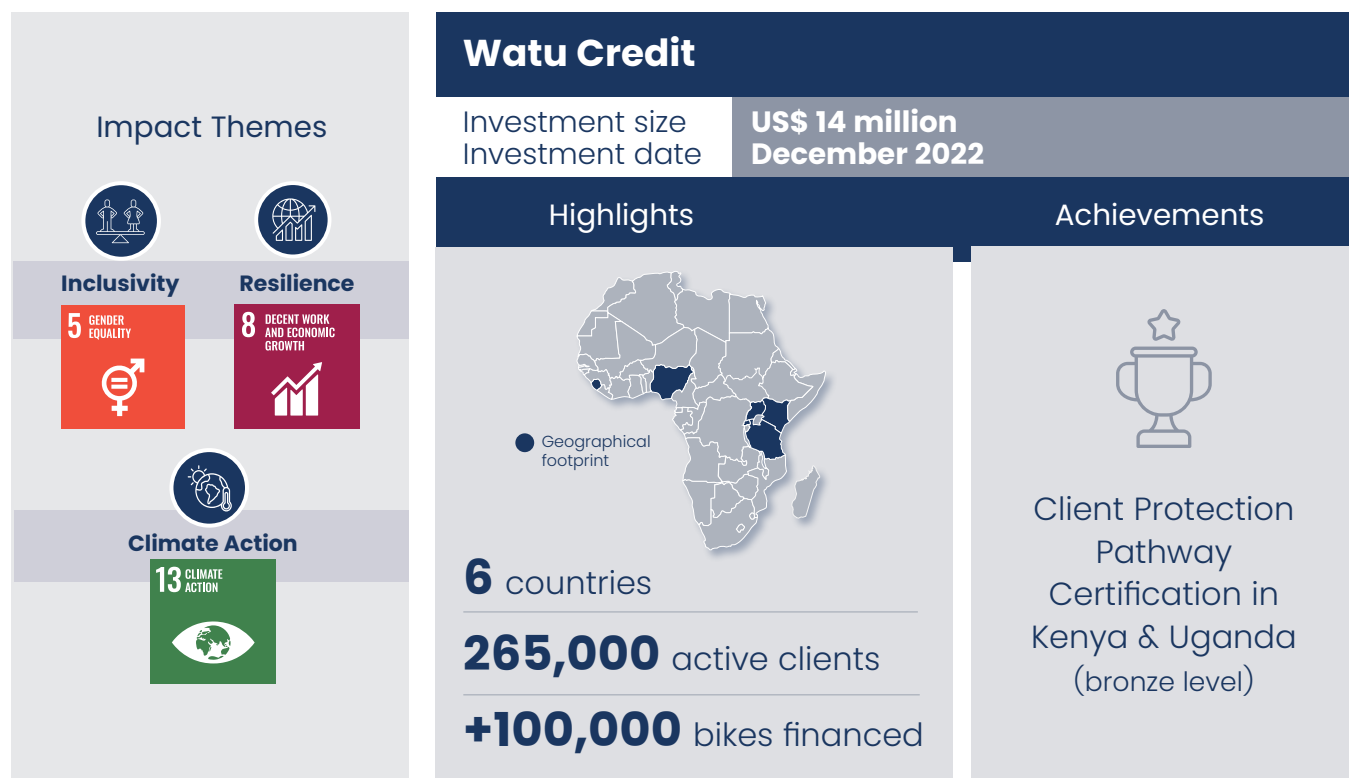 Impact Themes
Inclusivity
Resilience
5 GENDER
EQUALITY
8 DECENT WORK
AND ECONOMIC
GROWTH
Climate Action
13 CLIMATE
ACTION
Watu Credit
Investment size
US$ 14 million
Investment date
December 2022
Highlights
Geographical
footprint
6 countries
265,000 active clients
+100,000 bikes financed
Achievements
Client Protection
Pathway
Certification in
Kenya & Uganda
(bronze level)